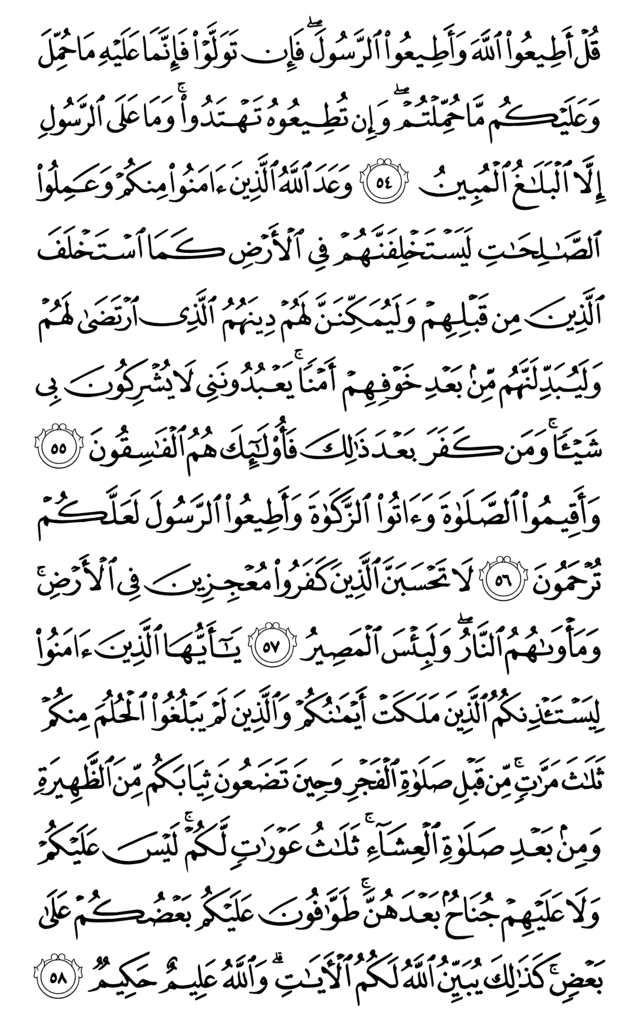 قُلْ أَطِيعُوا۟ ٱللَّهَ وَأَطِيعُوا۟ ٱلرَّسُولَ ۖ فَإِن تَوَلَّوْا۟ فَإِنَّمَا عَلَيْهِ مَا حُمِّلَ
وَعَلَيْكُم مَّا حُمِّلْتُمْ ۖ وَإِن تُطِيعُوهُ تَهْتَدُوا۟ ۚ وَمَا عَلَى ٱلرَّسُولِ
إِلَّا ٱلْبَلَٰغُ ٱلْمُبِينُ ٥٤ وَعَدَ ٱللَّهُ ٱلَّذِينَ ءَامَنُوا۟ مِنكُمْ وَعَمِلُوا۟
ٱلصَّٰلِحَٰتِ لَيَسْتَخْلِفَنَّهُمْ فِى ٱلْأَرْضِ كَمَا ٱسْتَخْلَفَ
ٱلَّذِينَ مِن قَبْلِهِمْ وَلَيُمَكِّنَنَّ لَهُمْ دِينَهُمُ ٱلَّذِى ٱرْتَضَىٰ لَهُمْ
وَلَيُبَدِّلَنَّهُم مِّنۢ بَعْدِ خَوْفِهِمْ أَمْنًا ۚ يَعْبُدُونَنِى لَا يُشْرِكُونَ بِى
شَيْـًٔا ۚ وَمَن كَفَرَ بَعْدَ ذَٰلِكَ فَأُو۟لَٰٓئِكَ هُمُ ٱلْفَٰسِقُونَ ٥٥
وَأَقِيمُوا۟ ٱلصَّلَوٰةَ وَءَاتُوا۟ ٱلزَّكَوٰةَ وَأَطِيعُوا۟ ٱلرَّسُولَ لَعَلَّكُمْ
تُرْحَمُونَ ٥٦ لَا تَحْسَبَنَّ ٱلَّذِينَ كَفَرُوا۟ مُعْجِزِينَ فِى ٱلْأَرْضِ ۚ
وَمَأْوَىٰهُمُ ٱلنَّارُ ۖ وَلَبِئْسَ ٱلْمَصِيرُ ٥٧ يَٰٓأَيُّهَا ٱلَّذِينَ ءَامَنُوا۟
لِيَسْتَـْٔذِنكُمُ ٱلَّذِينَ مَلَكَتْ أَيْمَٰنُكُمْ وَٱلَّذِينَ لَمْ يَبْلُغُوا۟ ٱلْحُلُمَ مِنكُمْ
ثَلَٰثَ مَرَّٰتٍ ۚ مِّن قَبْلِ صَلَوٰةِ ٱلْفَجْرِ وَحِينَ تَضَعُونَ ثِيَابَكُم مِّنَ ٱلظَّهِيرَةِ
وَمِنۢ بَعْدِ صَلَوٰةِ ٱلْعِشَآءِ ۚ ثَلَٰثُ عَوْرَٰتٍ لَّكُمْ ۚ لَيْسَ عَلَيْكُمْ
وَلَا عَلَيْهِمْ جُنَاحٌۢ بَعْدَهُنَّ ۚ طَوَّٰفُونَ عَلَيْكُم بَعْضُكُمْ عَلَىٰ
بَعْضٍ ۚ كَذَٰلِكَ يُبَيِّنُ ٱللَّهُ لَكُمُ ٱلْـَٔايَٰتِ ۗ وَٱللَّهُ عَلِيمٌ حَكِيمٌ ٥٨